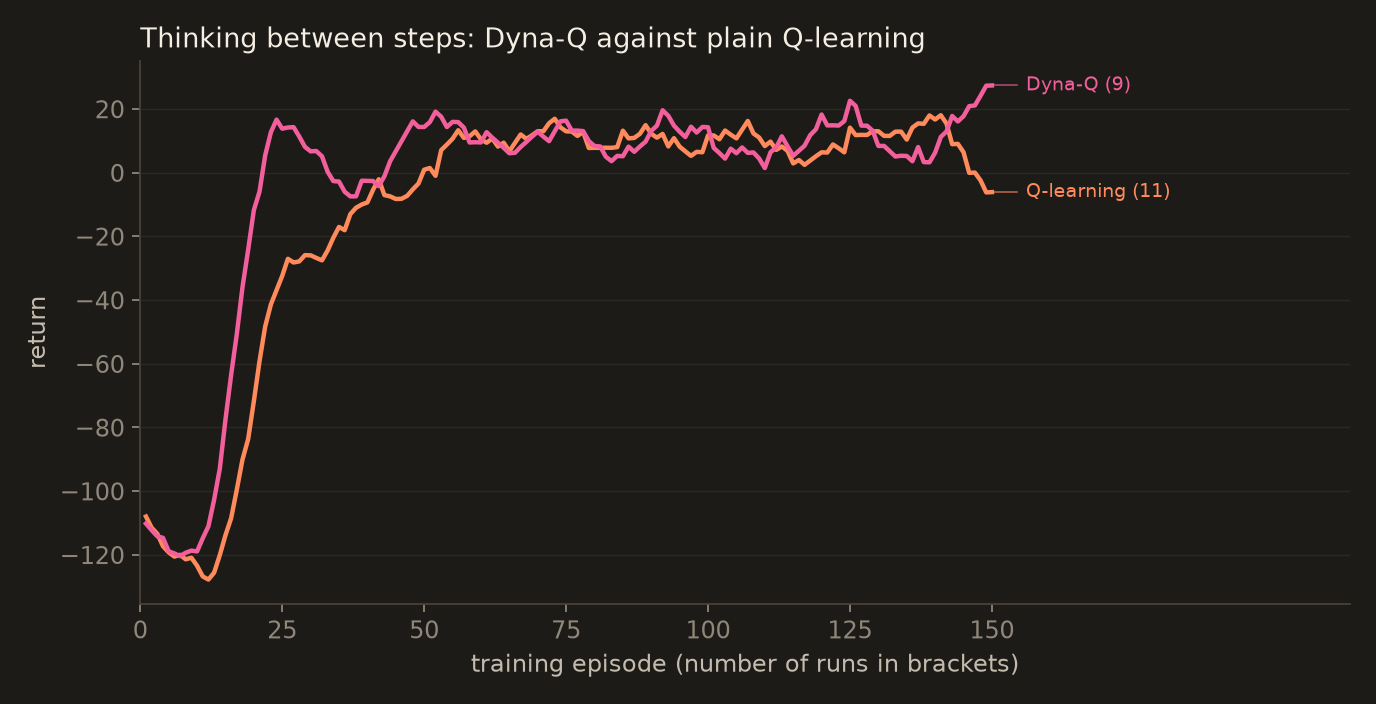 Thinking between steps: Dyna-Q against plain Q-learning
return
20
0
−20
−40
−60
−80
−100
−120
Dyna-Q (9)
Q-learning (11)
0 25 50 75 100 125 150
training episode (number of runs in brackets)